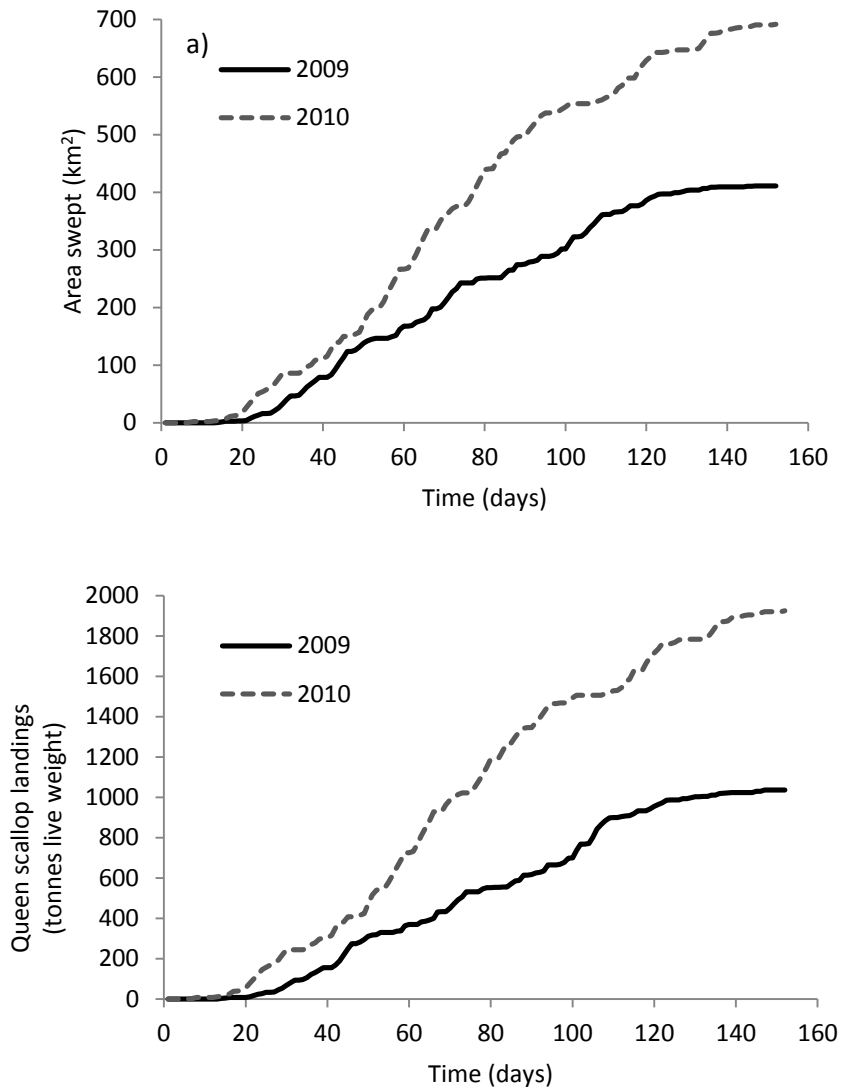 a)
2009
2010
700
600
500
400
300
200
100
0
Area swept (km²)
0 20 40 60 80 100 120 140 160
Time (days)
2009
2010
2000
1800
1600
1400
1200
1000
800
600
400
200
0
Queen scallop landings
(tonnes live weight)
0 20 40 60 80 100 120 140 160
Time (days)